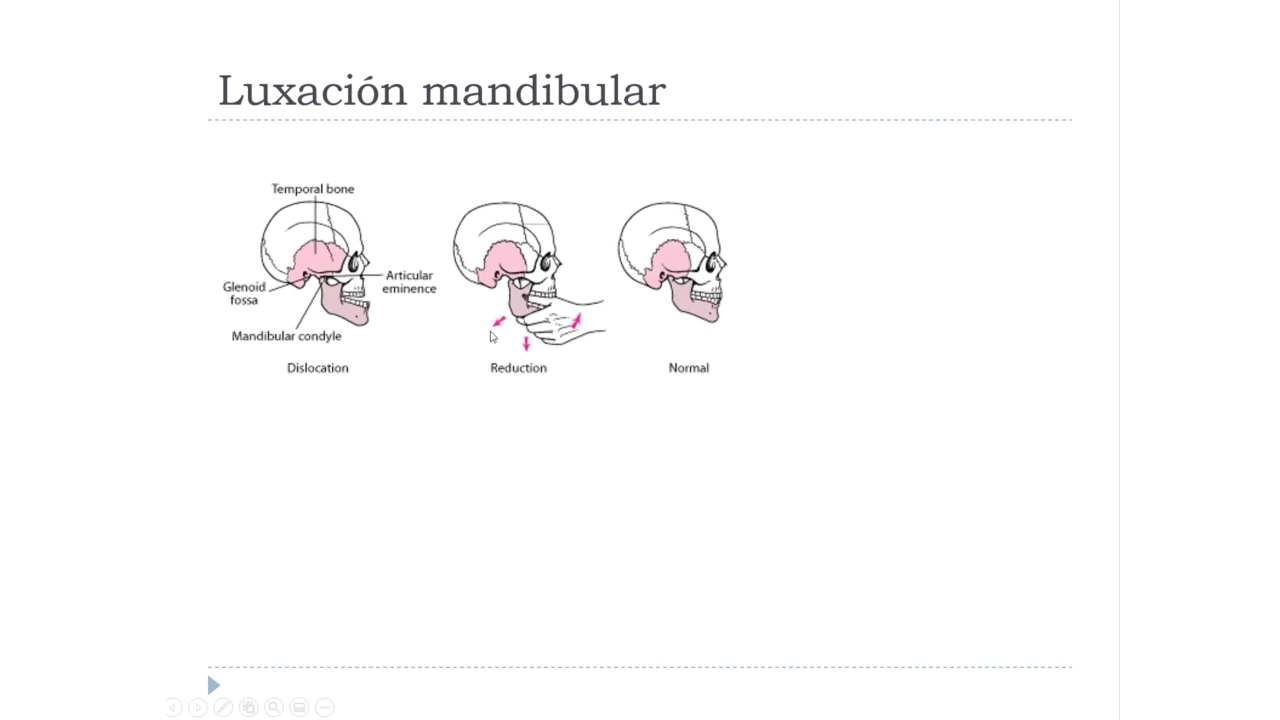 Luxación mandibular
Temporal bone
Glenoid
fossa
Articular
eminence
Mandibular condyle
Dislocation
Reduction
Normal